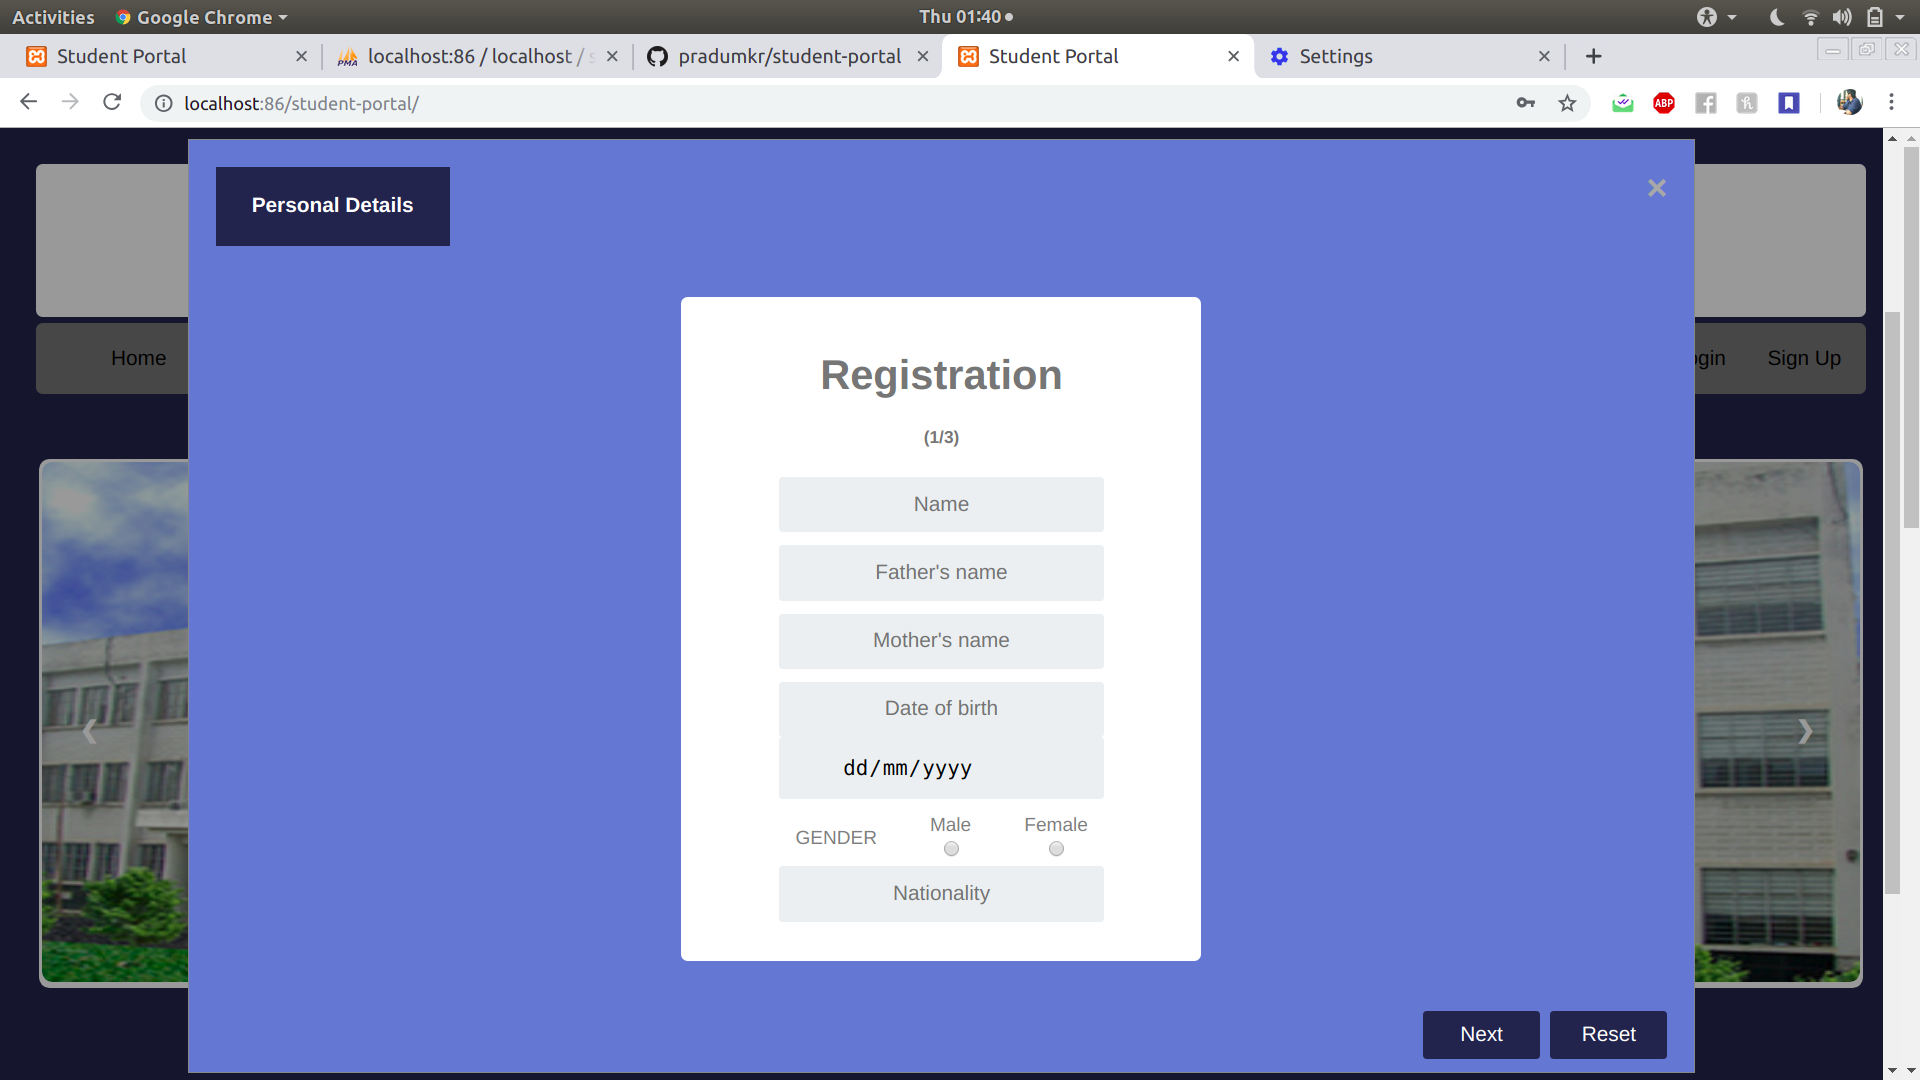 Activities Google Chrome Thu 01:40
Student Portal localhost:86 / localhost / s pradumkr/student-portal Student Portal Settings
localhost:86/student-portal/ ABP
Personal Details
Home ogin Sign Up
Registration
(1/3)
Name
Father's name
Mother's name
Date of birth
dd/mm/yyyy
GENDER Male Female
Nationality
Next Reset